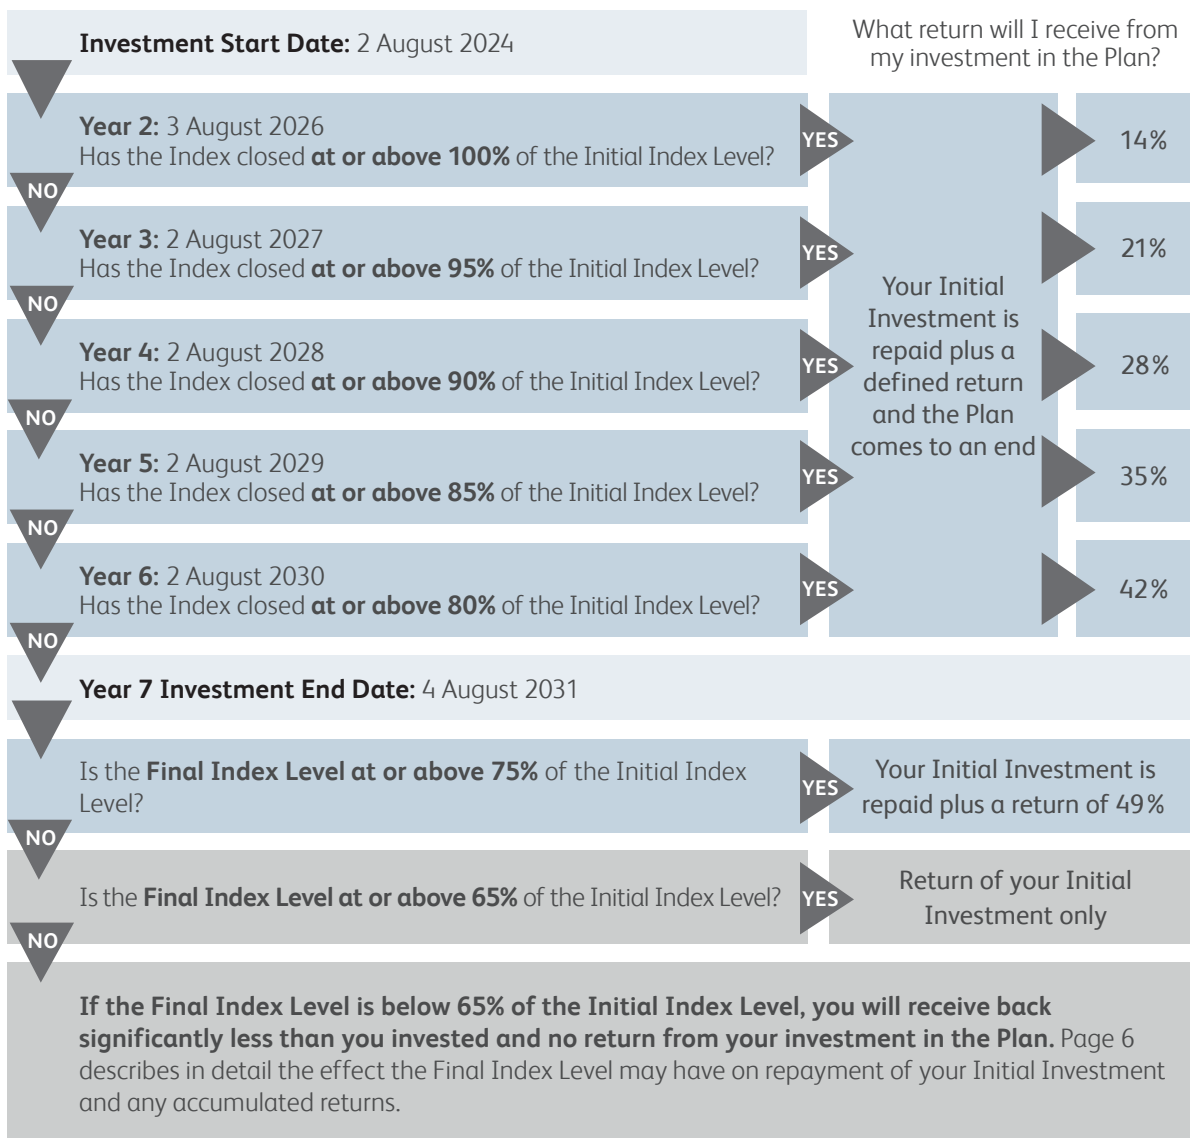 Investment Start Date: 2 August 2024
What return will I receive from
my investment in the Plan?
Year 2: 3 August 2026
Has the Index closed at or above 100% of the Initial Index Level?
YES
14%
NO
Year 3: 2 August 2027
Has the Index closed at or above 95% of the Initial Index Level?
YES
21%
NO
Year 4: 2 August 2028
Has the Index closed at or above 90% of the Initial Index Level?
YES
28%
NO
Year 5: 2 August 2029
Has the Index closed at or above 85% of the Initial Index Level?
YES
35%
NO
Year 6: 2 August 2030
Has the Index closed at or above 80% of the Initial Index Level?
YES
42%
Your Initial
Investment is
repaid plus a
defined return
and the Plan
comes to an end
NO
Year 7 Investment End Date: 4 August 2031
Is the Final Index Level at or above 75% of the Initial Index
Level?
YES
Your Initial Investment is
repaid plus a return of 49%
NO
Is the Final Index Level at or above 65% of the Initial Index Level?
YES
Return of your Initial
Investment only
NO
If the Final Index Level is below 65% of the Initial Index Level, you will receive back
significantly less than you invested and no return from your investment in the Plan. Page 6
describes in detail the effect the Final Index Level may have on repayment of your Initial Investment
and any accumulated returns.